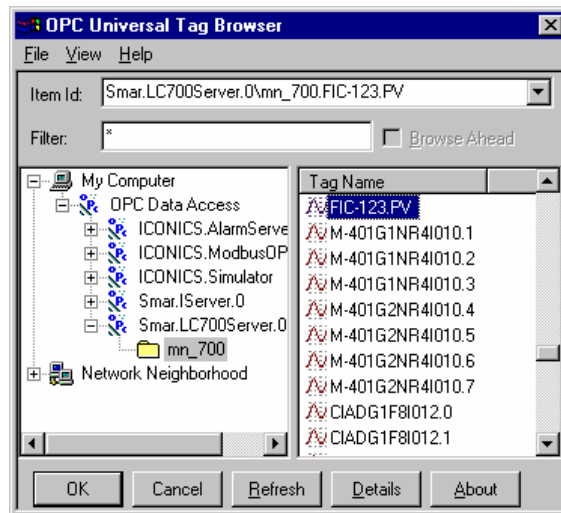 OPC Universal Tag Browser
File View Help
Item Id: Smar.LC700Server.0\mn_700.FIC-123.PV
Filter: * Browse Ahead
My Computer
OPC Data Access
ICONICS.AlarmServe
ICONICS.ModbusOP
ICONICS.Simulator
Smar.IServer.0
Smar.LC700Server.0
mn_700
Network Neighborhood
Tag Name
FIC-123.PV
M-401G1NR4I010.1
M-401G1NR4I010.2
M-401G1NR4I010.3
M-401G2NR4I010.4
M-401G2NR4I010.5
M-401G2NR4I010.6
M-401G2NR4I010.7
CIADG1F8I012.0
CIADG1F8I012.1
OK Cancel Refresh Details About